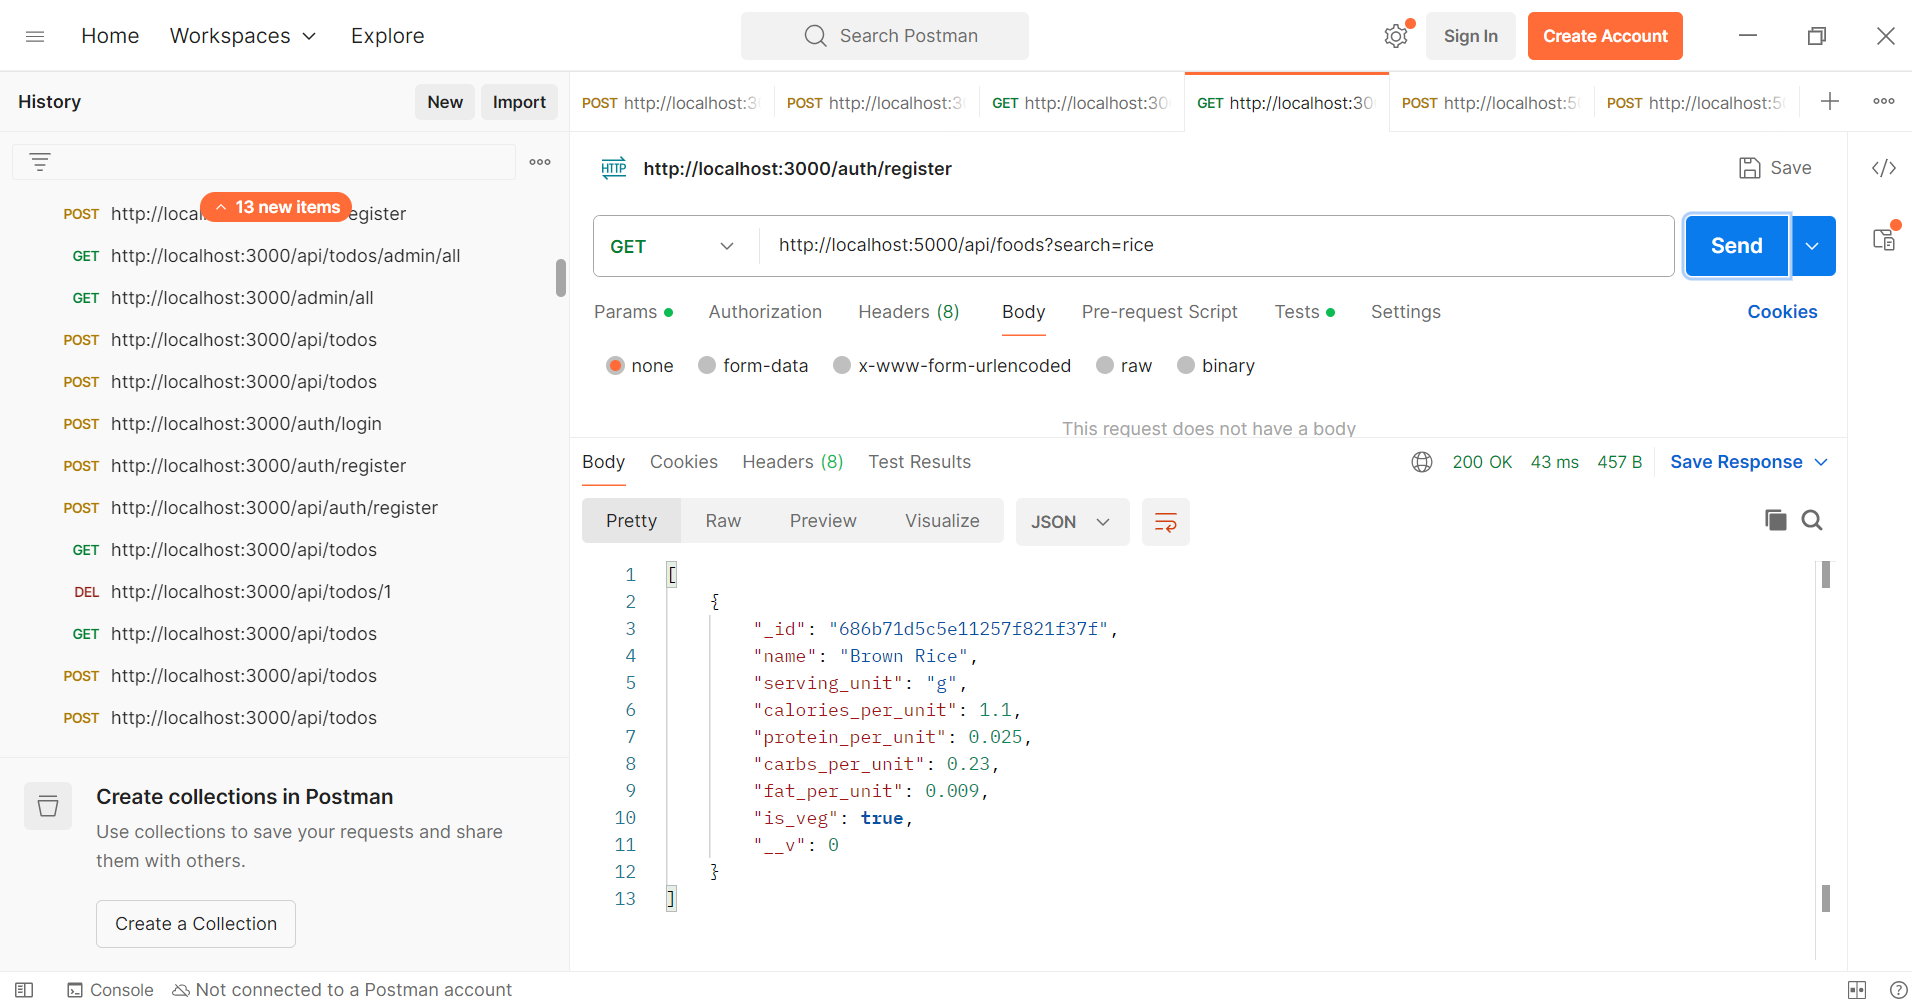 Home Workspaces Explore Search Postman Sign In Create Account
History New Import
POST http://localhost:3 POST http://localhost:3 GET http://localhost:30 GET http://localhost:30 POST http://localhost:5 POST http://localhost:5
HTTP http://localhost:3000/auth/register Save
13 new items
POST http://local egister
GET http://localhost:3000/api/todos/admin/all
GET http://localhost:3000/admin/all
POST http://localhost:3000/api/todos
POST http://localhost:3000/api/todos
POST http://localhost:3000/auth/login
POST http://localhost:3000/auth/register
POST http://localhost:3000/api/auth/register
GET http://localhost:3000/api/todos
DEL http://localhost:3000/api/todos/1
GET http://localhost:3000/api/todos
POST http://localhost:3000/api/todos
POST http://localhost:3000/api/todos
Create collections in Postman
Use collections to save your requests and share
them with others.
Create a Collection
GET http://localhost:5000/api/foods?search=rice Send
Params Authorization Headers (8) Body Pre-request Script Tests Settings Cookies
none form-data x-www-form-urlencoded raw binary
This request does not have a body
Body Cookies Headers (8) Test Results 200 OK 43 ms 457 B Save Response
Pretty Raw Preview Visualize JSON
1 [
2 {
3 "_id": "686b71d5c5e11257f821f37f",
4 "name": "Brown Rice",
5 "serving_unit": "g",
6 "calories_per_unit": 1.1,
7 "protein_per_unit": 0.025,
8 "carbs_per_unit": 0.23,
9 "fat_per_unit": 0.009,
10 "is_veg": true,
11 "__v": 0
12 }
13 ]
Console Not connected to a Postman account